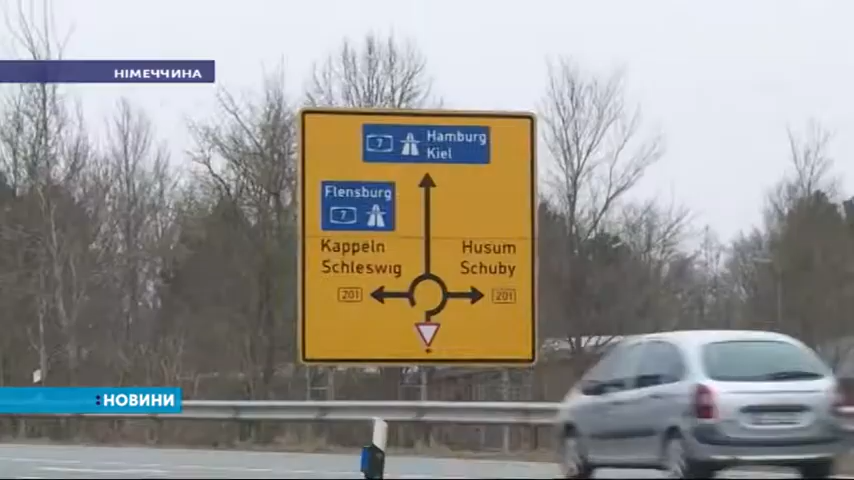 НІМЕЧЧИНА
7 Hamburg
Kiel
Flensburg
7
Kappeln
Schleswig
201
Husum
Schuby
201
:НОВИНИ